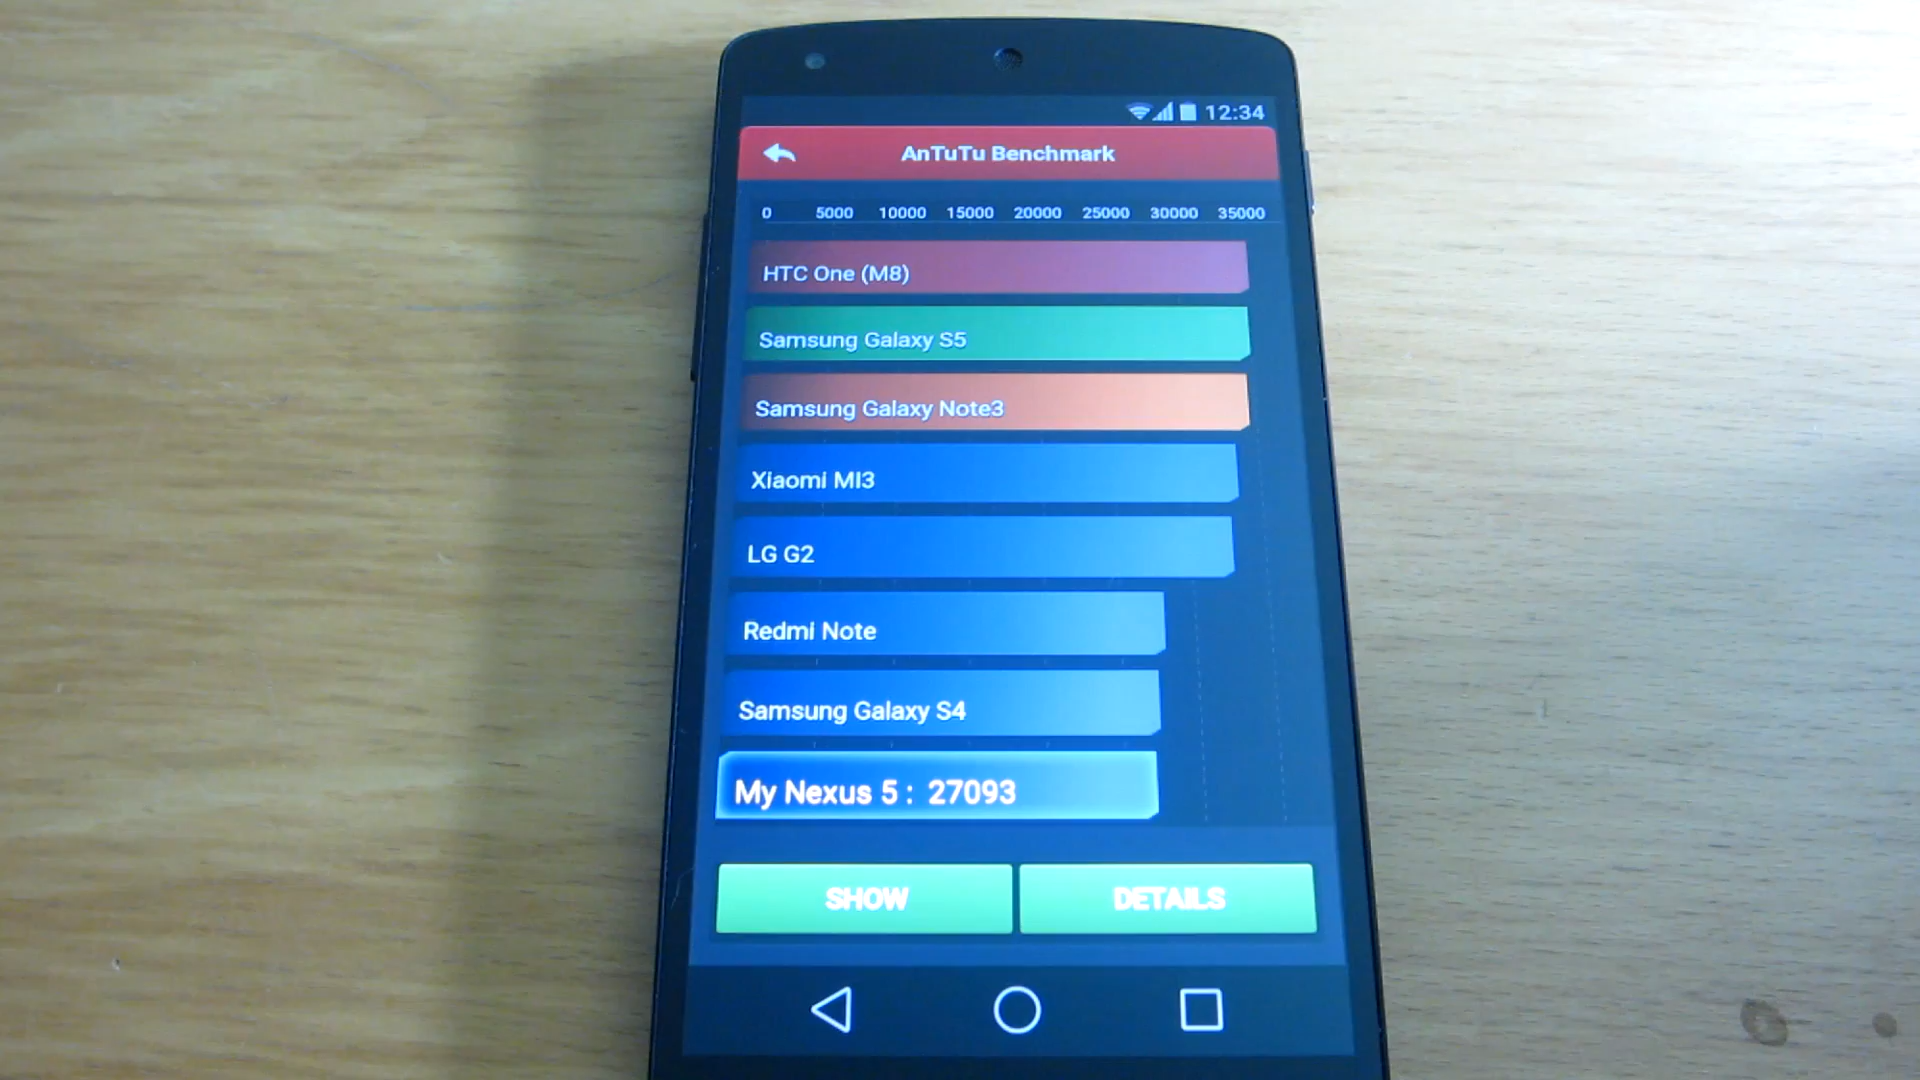 12:34
AnTuTu Benchmark
0 5000 10000 15000 20000 25000 30000 35000
HTC One (M8)
Samsung Galaxy S5
Samsung Galaxy Note3
Xiaomi MI3
LG G2
Redmi Note
Samsung Galaxy S4
My Nexus 5 : 27093
SHOW DETAILS